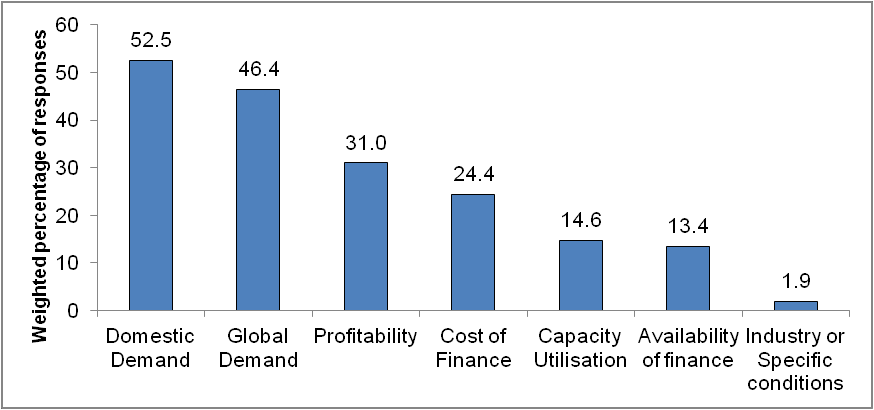 Weighted percentage of responses
60
50
40
30
20
10
0
52.5
46.4
31.0
24.4
14.6
13.4
1.9
Domestic
Demand
Global
Demand
Profitability
Cost of
Finance
Capacity
Utilisation
Availability
of finance
Industry or
Specific
conditions